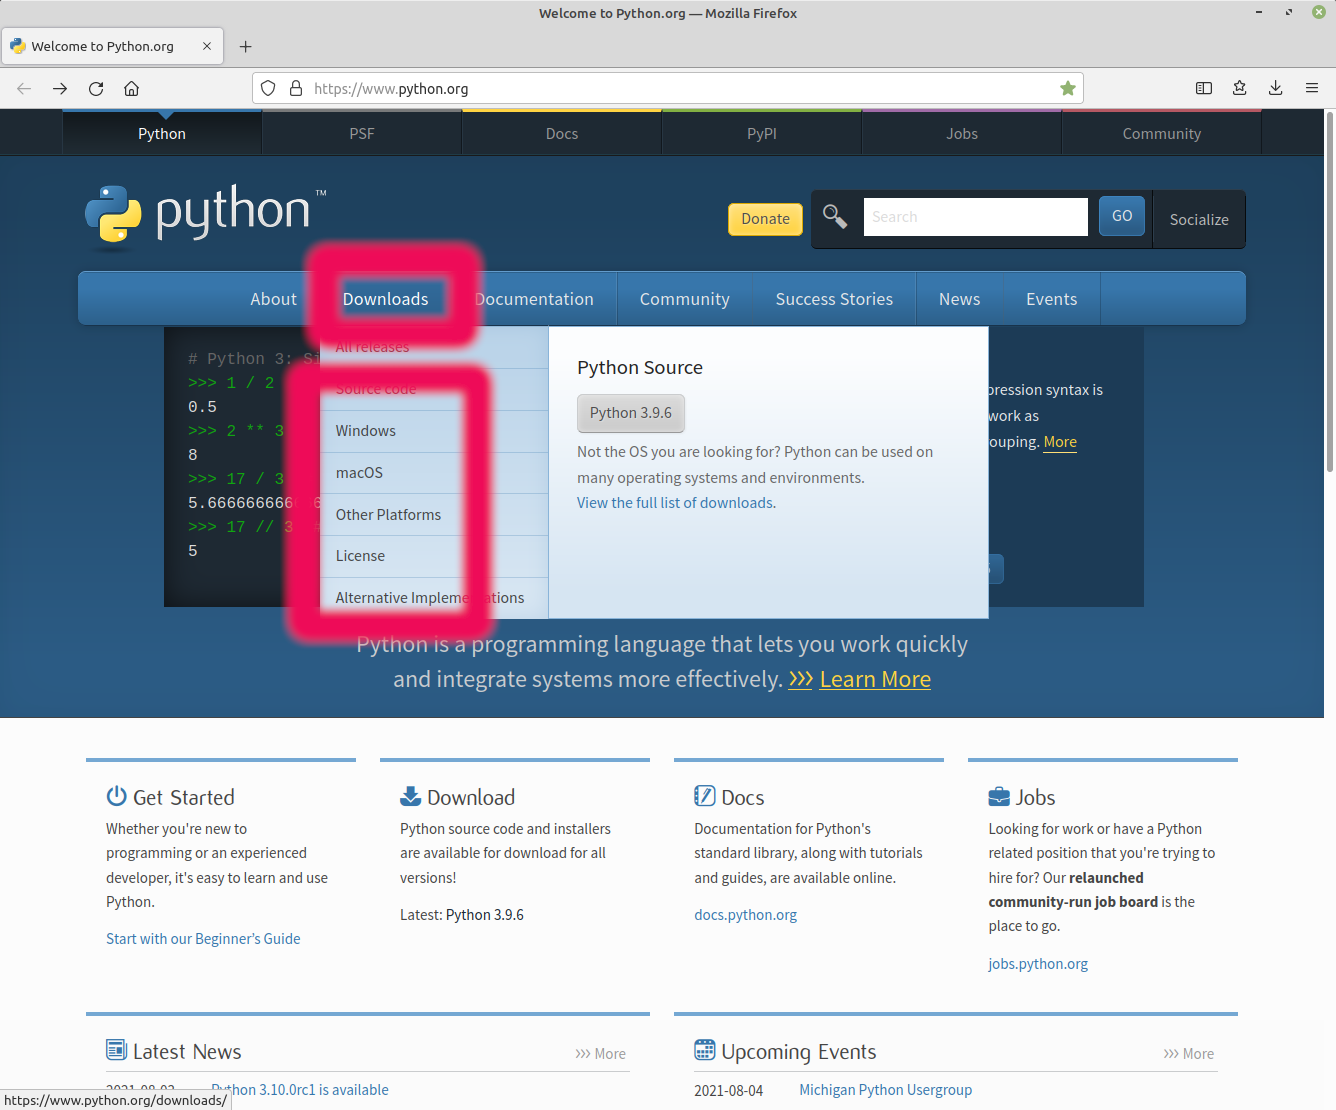 Welcome to Python.org — Mozilla Firefox
Welcome to Python.org
https://www.python.org
Python PSF Docs PyPI Jobs Community
python™
Donate Search GO Socialize
About Downloads Documentation Community Success Stories News Events
# Python 3: Si
>>> 1 / 2
0.5
>>> 2 ** 3
8
>>> 17 / 3
5.666666666
>>> 17 // 3 #
5
All releases
Source code
Windows
macOS
Other Platforms
License
Alternative Implementations
Python Source
Python 3.9.6
Not the OS you are looking for? Python can be used on
many operating systems and environments.
View the full list of downloads.
pression syntax is
work as
ouping. More
Python is a programming language that lets you work quickly
and integrate systems more effectively. >>> Learn More
Get Started
Whether you're new to
programming or an experienced
developer, it's easy to learn and use
Python.
Start with our Beginner’s Guide
Download
Python source code and installers
are available for download for all
versions!
Latest: Python 3.9.6
Docs
Documentation for Python's
standard library, along with tutorials
and guides, are available online.
docs.python.org
Jobs
Looking for work or have a Python
related position that you're trying to
hire for? Our relaunched
community-run job board is the
place to go.
jobs.python.org
Latest News
>>> More
2021-08-03 Python 3.10.0rc1 is available
Upcoming Events
>>> More
2021-08-04 Michigan Python Usergroup
https://www.python.org/downloads/